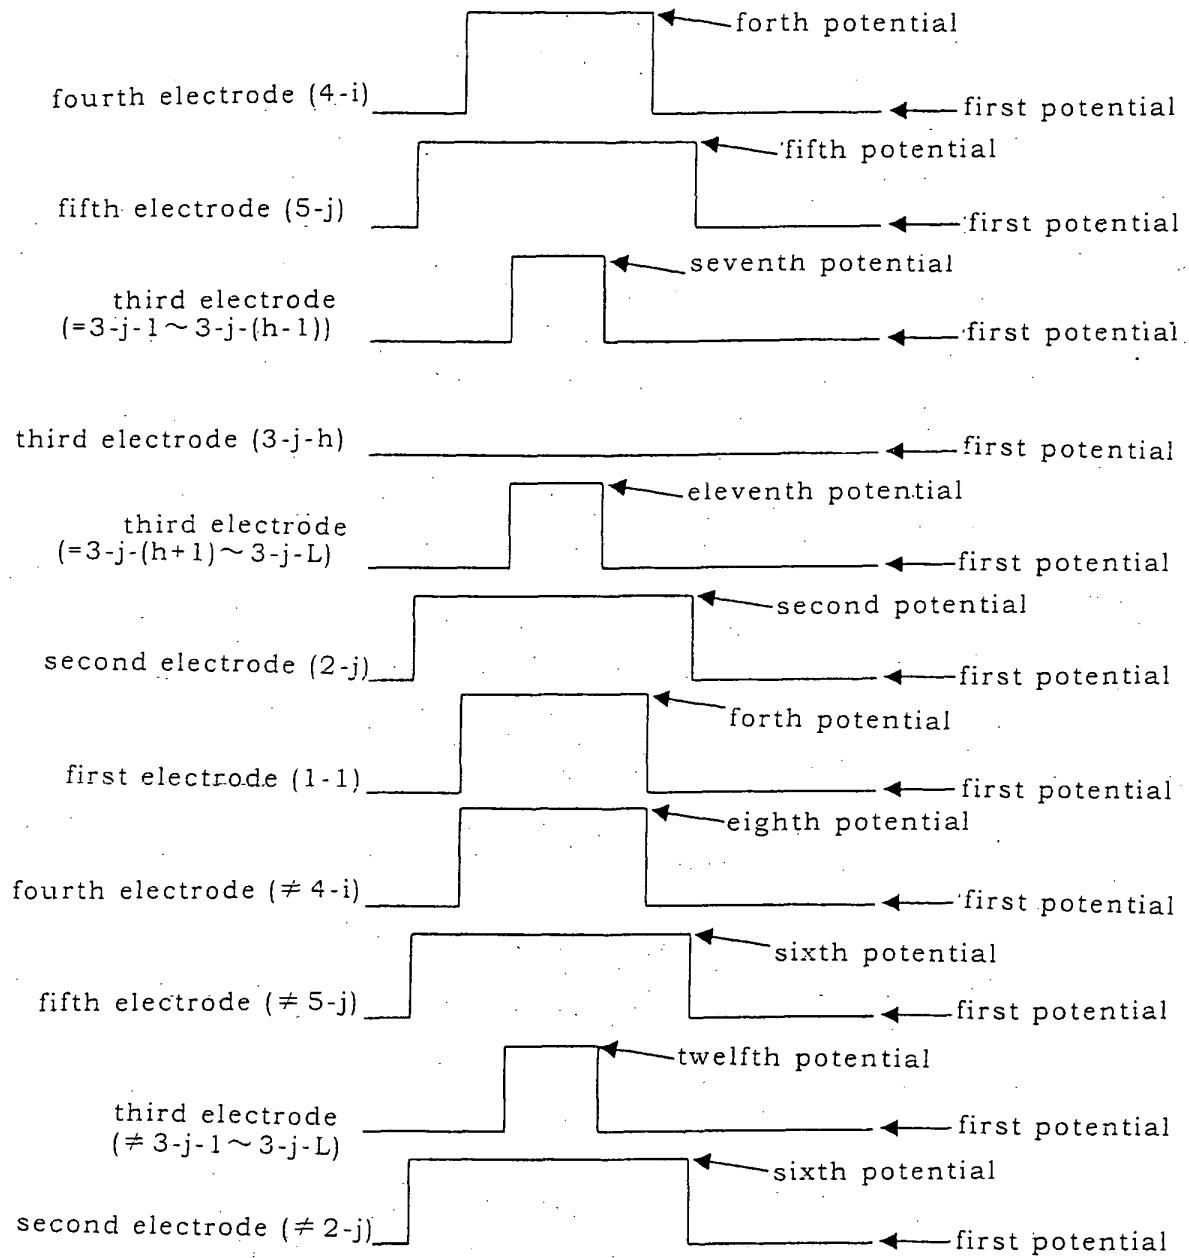 forth potential
fourth electrode (4-i)
first potential
fifth potential
fifth electrode (5-j)
first potential
seventh potential
third electrode
(=3-j-1～3-j-(h-1))
first potential
third electrode (3-j-h)
first potential
eleventh potential
third electrode
(=3-j-(h+1)～3-j-L)
first potential
second potential
second electrode (2-j)
first potential
forth potential
first electrode (1-1)
first potential
eighth potential
fourth electrode (≠4-i)
first potential
sixth potential
fifth electrode (≠5-j)
first potential
twelfth potential
third electrode
(≠3-j-1～3-j-L)
first potential
sixth potential
second electrode (≠2-j)
first potential